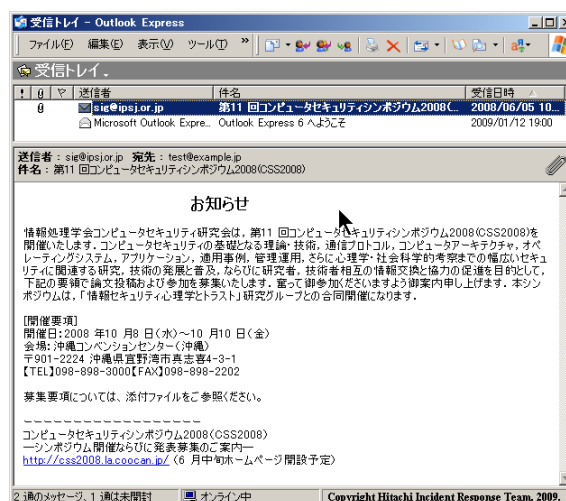 受信トレイ - Outlook Express
ファイル(F) 編集(E) 表示(V) ツール(T) »
受信トレイ
! 送信者 件名 受信日時
sig@ipsj.or.jp 第11 回コンピュータセキュリティシンポジウム2008(... 2008/06/05 10...
Microsoft Outlook Expre... Outlook Express 6 へようこそ 2009/01/12 19:00
送信者: sig@ipsj.or.jp 宛先: test@example.jp
件名: 第11 回コンピュータセキュリティシンポジウム2008(CSS2008)
お知らせ
情報処理学会コンピュータセキュリティ研究会は, 第11 回コンピュータセキュリティシンポジウム2008(CSS2008)を
開催いたします. コンピュータセキュリティの基礎となる理論・技術, 通信プロトコル, コンピュータアーキテクチャ, オペ
レーティングシステム, アプリケーション, 適用事例, 管理運用, さらに心理学・社会科学的考察までの幅広いセキュ
リティに関連する研究, 技術の発展と普及, ならびに研究者, 技術者相互の情報交換と協力の促進を目的として,
下記の要領で論文投稿および参加を募集いたします. 奮って御参加くださいますよう御案内申し上げます. 本シン
ポジウムは, 「情報セキュリティ心理学とトラスト」研究グループとの合同開催になります.
[開催要項]
開催日:2008 年10 月8 日(水)～10 月10 日(金)
会場:沖縄コンベンションセンター(沖縄)
〒901-2224 沖縄県宜野湾市真志喜4-3-1
【TEL】098-898-3000【FAX】098-898-2202
募集要項については、添付ファイルをご参照ください。
------------------
コンピュータセキュリティシンポジウム2008(CSS2008)
―シンポジウム開催ならびに発表募集のご案内―
http://css2008.la.coocan.jp/ (6 月中旬ホームページ開設予定)
2 通のメッセージ、1 通は未開封 オンライン中 Copyright Hitachi Incident Response Team. 2009.